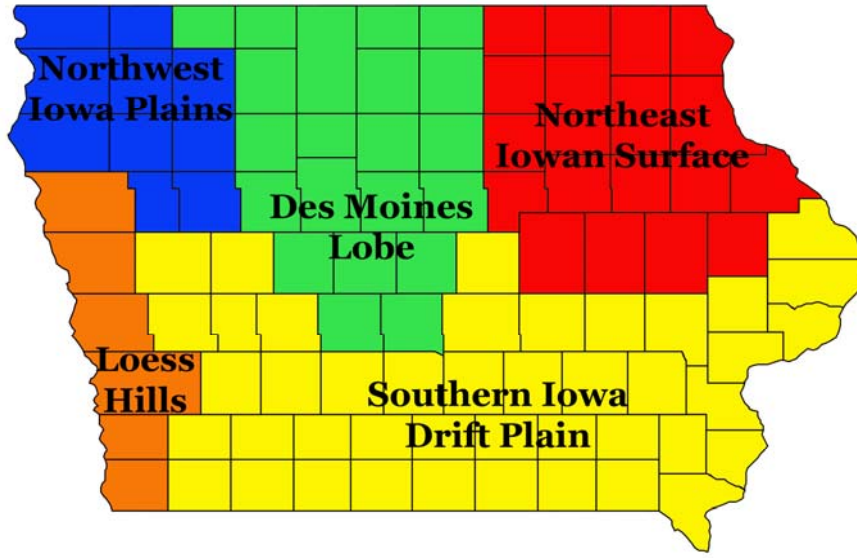 Northwest
Iowa Plains
Northeast
Iowan Surface
Des Moines
Lobe
Loess
Hills
Southern Iowa
Drift Plain